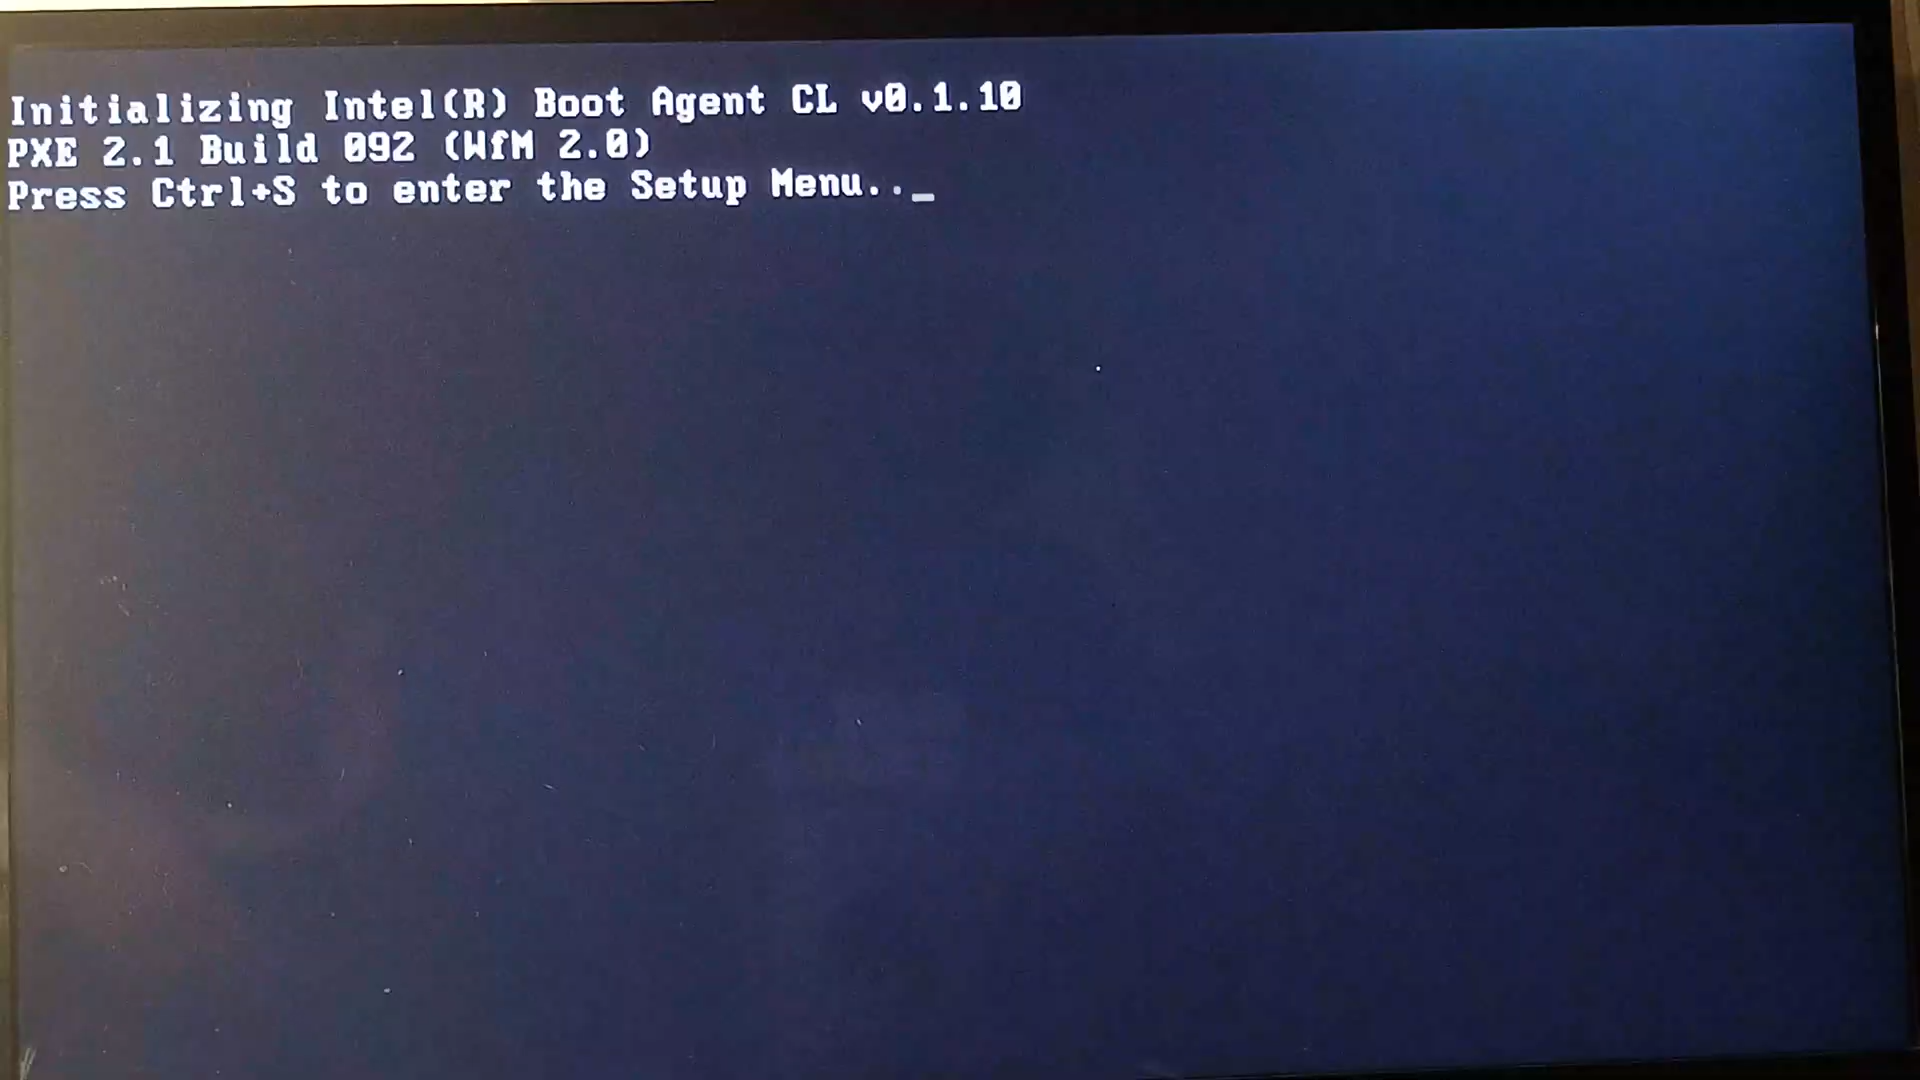 Initializing Intel(R) Boot Agent CL v0.1.10
PXE 2.1 Build 092 (WfM 2.0)
Press Ctrl+S to enter the Setup Menu.._